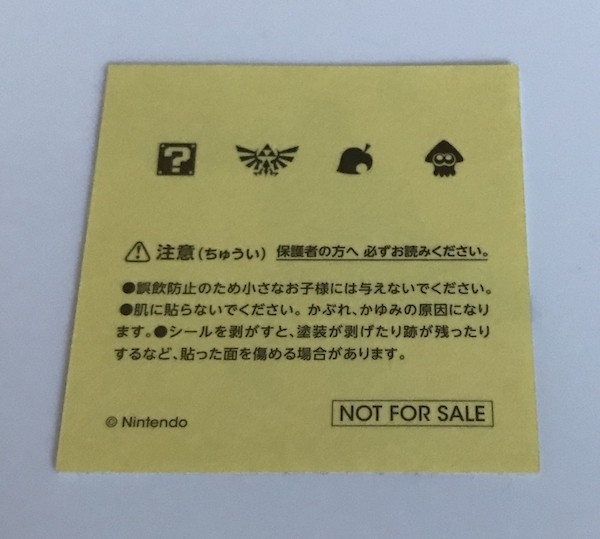 ?
注意(ちゅうい) 保護者の方へ 必ずお読みください。
●誤飲防止のため小さなお子様には与えないでください。
●肌に貼らないでください。かぶれ、かゆみの原因になり
ます。●シールを剥がすと、塗装が剥げたり跡が残ったり
するなど、貼った面を傷める場合があります。
© Nintendo
NOT FOR SALE